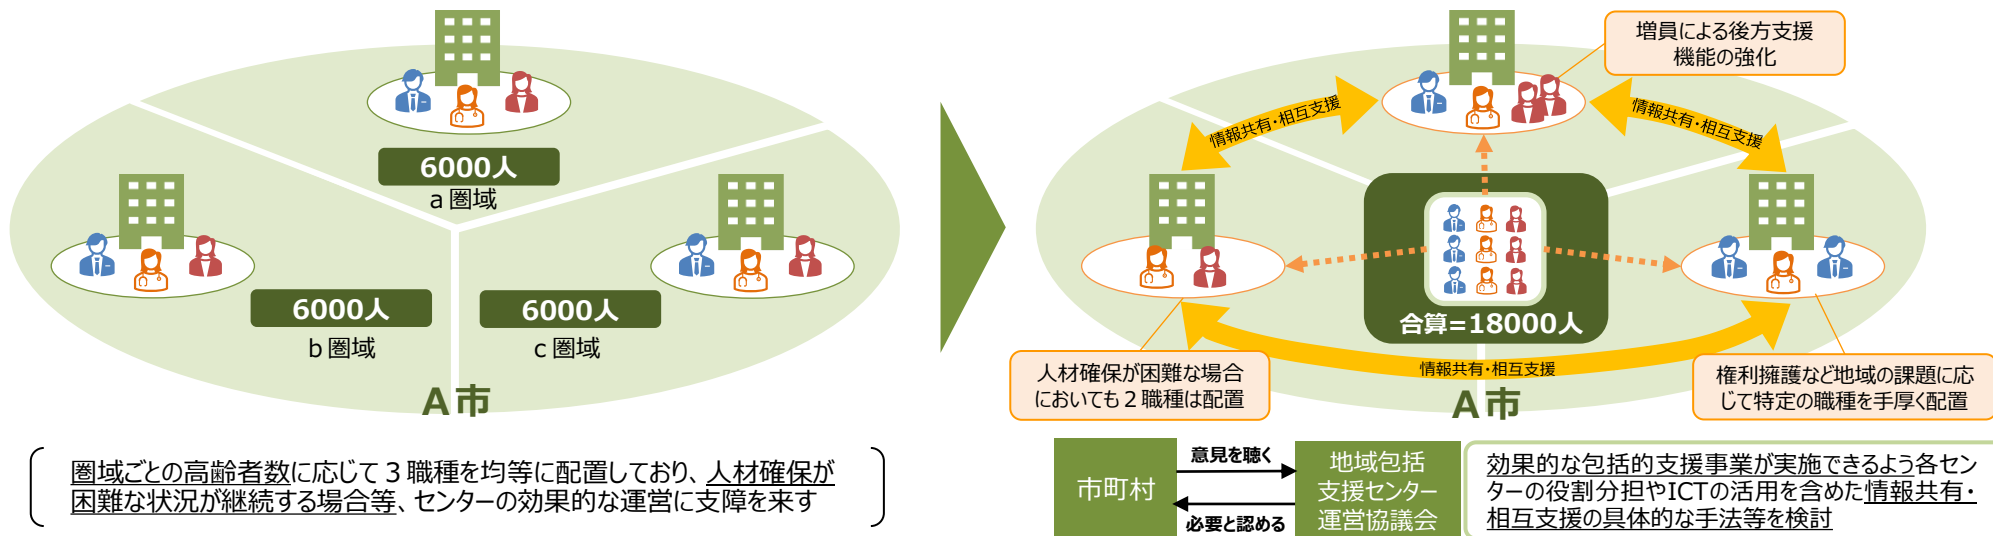 6000人
a 圏域
6000人
b 圏域
6000人
c 圏域
A市
圏域ごとの高齢者数に応じて３職種を均等に配置しており、人材確保が
困難な状況が継続する場合等、センターの効果的な運営に支障を来す
増員による後方支援
機能の強化
情報共有・相互支援
情報共有・相互支援
合算=18000人
情報共有・相互支援
人材確保が困難な場合
においても２職種は配置
権利擁護など地域の課題に応
じて特定の職種を手厚く配置
A市
市町村
意見を聴く
必要と認める
地域包括
支援センター
運営協議会
効果的な包括的支援事業が実施できるよう各セン
ターの役割分担やICTの活用を含めた情報共有・
相互支援の具体的な手法等を検討